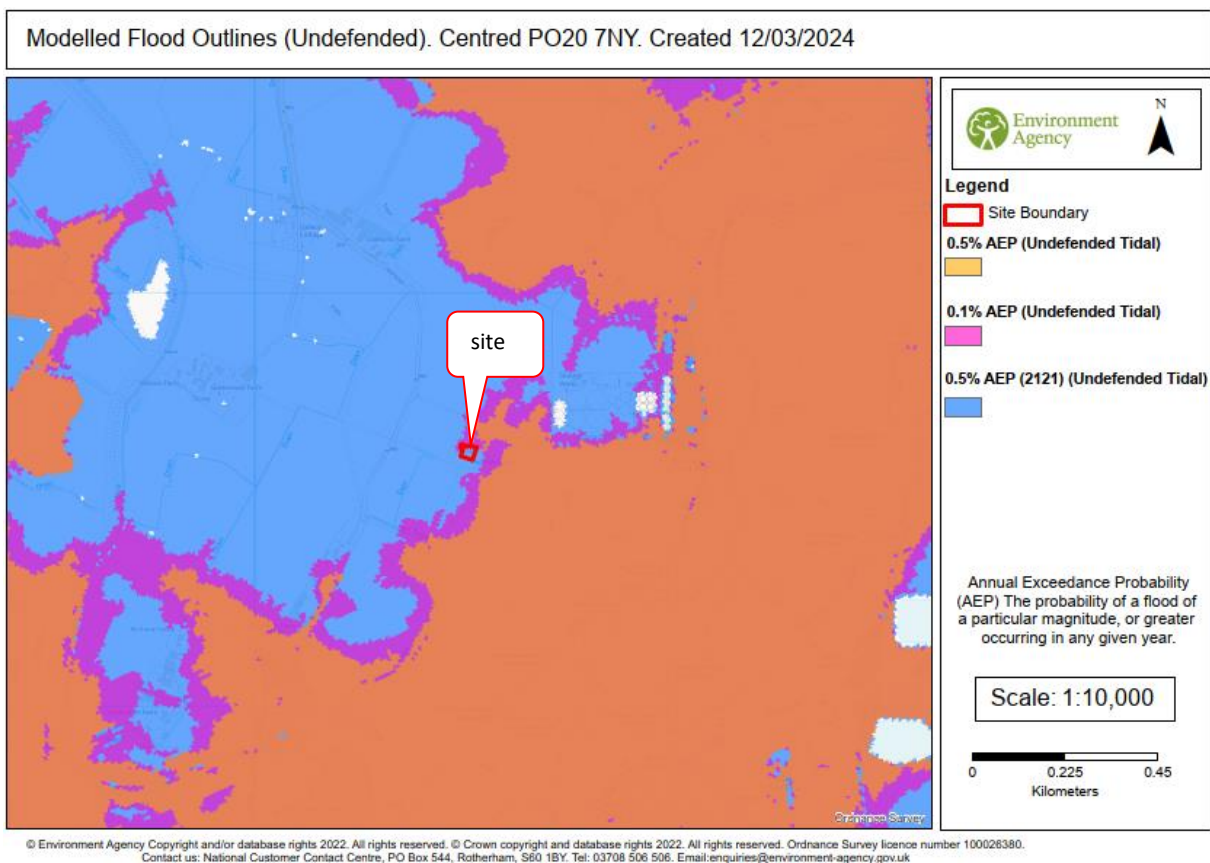 Modelled Flood Outlines (Undefended). Centred PO20 7NY. Created 12/03/2024
site
Ordnance Survey
Environment
Agency
N
Legend
Site Boundary
0.5% AEP (Undefended Tidal)
0.1% AEP (Undefended Tidal)
0.5% AEP (2121) (Undefended Tidal)
Annual Exceedance Probability
(AEP) The probability of a flood of
a particular magnitude, or greater
occurring in any given year.
Scale: 1:10,000
0 0.225 0.45
Kilometers
© Environment Agency Copyright and/or database rights 2022. All rights reserved. © Crown copyright and database rights 2022. All rights reserved. Ordnance Survey licence number 100026380.
Contact us: National Customer Contact Centre, PO Box 544, Rotherham, S60 1BY. Tel: 03708 506 506. Email:enquiries@environment-agency.gov.uk